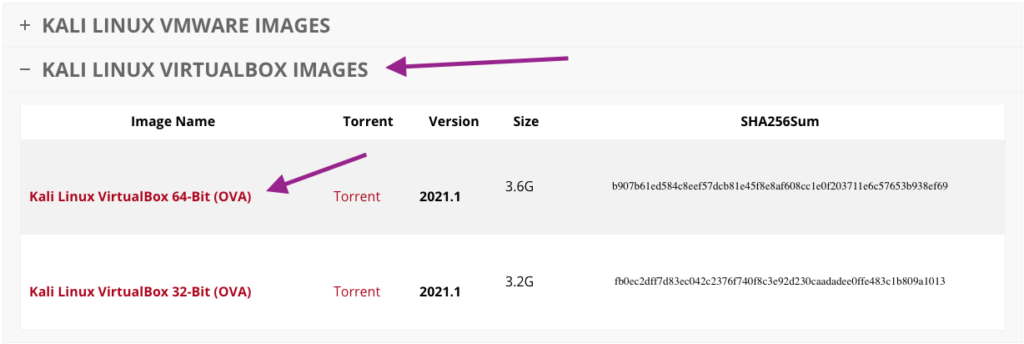 + KALI LINUX VMWARE IMAGES
− KALI LINUX VIRTUALBOX IMAGES
Image Name Torrent Version Size SHA256Sum
Kali Linux VirtualBox 64-Bit (OVA) Torrent 2021.1 3.6G b907b61ed584c8eef57dcb81e45f8e8af608cc1e0f203711e6c57653b938ef69
Kali Linux VirtualBox 32-Bit (OVA) Torrent 2021.1 3.2G fb0ec2dff7d83ec042c2376f740f8c3e92d230caadadee0ffe483c1b809a1013